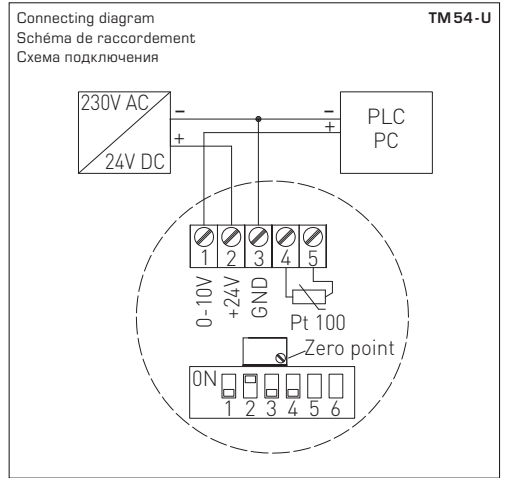 Connecting diagram
TM54-U
Schéma de raccordement
Схема подключения
230V AC
24V DC
–
+
–
+
PLC
PC
1 2 3 4 5
0-10V
+24V
GND
Pt 100
Zero point
ON
1 2 3 4 5 6